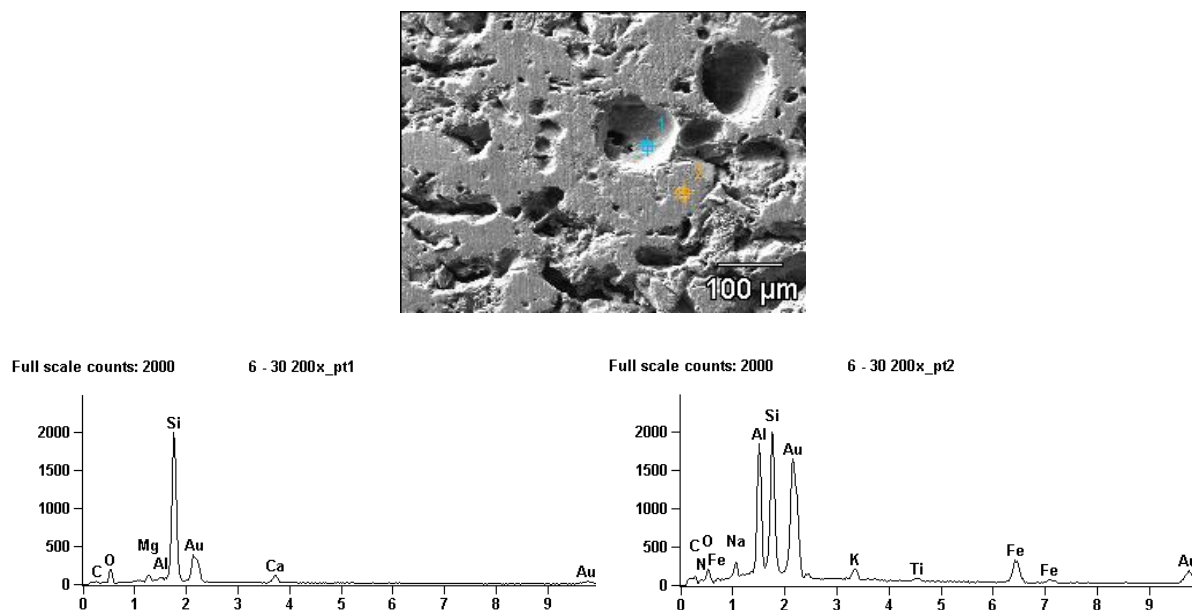 1
2
100 µm
Full scale counts: 2000 6 - 30 200x_pt1
2000
1500
1000
500
0
C
O
Mg
Al
Si
Au
Ca
Au
0 1 2 3 4 5 6 7 8 9
Full scale counts: 2000 6 - 30 200x_pt2
2000
1500
1000
500
0
C
N
O
Fe
Na
Al
Si
Au
K
Ti
Fe
Fe
Au
0 1 2 3 4 5 6 7 8 9